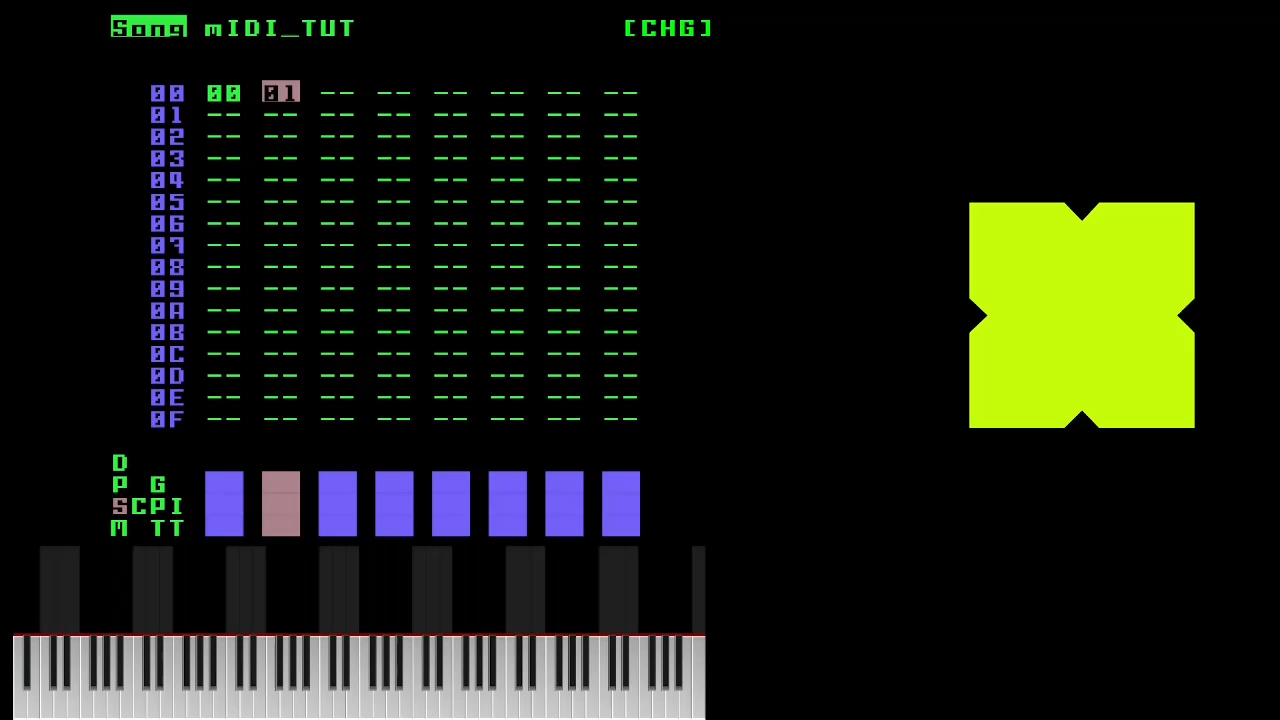 Song mIDI_TUT [CHG]
00 00 01 -- -- -- -- -- --
01 -- -- -- -- -- -- -- --
02 -- -- -- -- -- -- -- --
03 -- -- -- -- -- -- -- --
04 -- -- -- -- -- -- -- --
05 -- -- -- -- -- -- -- --
06 -- -- -- -- -- -- -- --
07 -- -- -- -- -- -- -- --
08 -- -- -- -- -- -- -- --
09 -- -- -- -- -- -- -- --
0A -- -- -- -- -- -- -- --
0B -- -- -- -- -- -- -- --
0C -- -- -- -- -- -- -- --
0D -- -- -- -- -- -- -- --
0E -- -- -- -- -- -- -- --
0F -- -- -- -- -- -- -- --
D
P G
SCPI
M TT